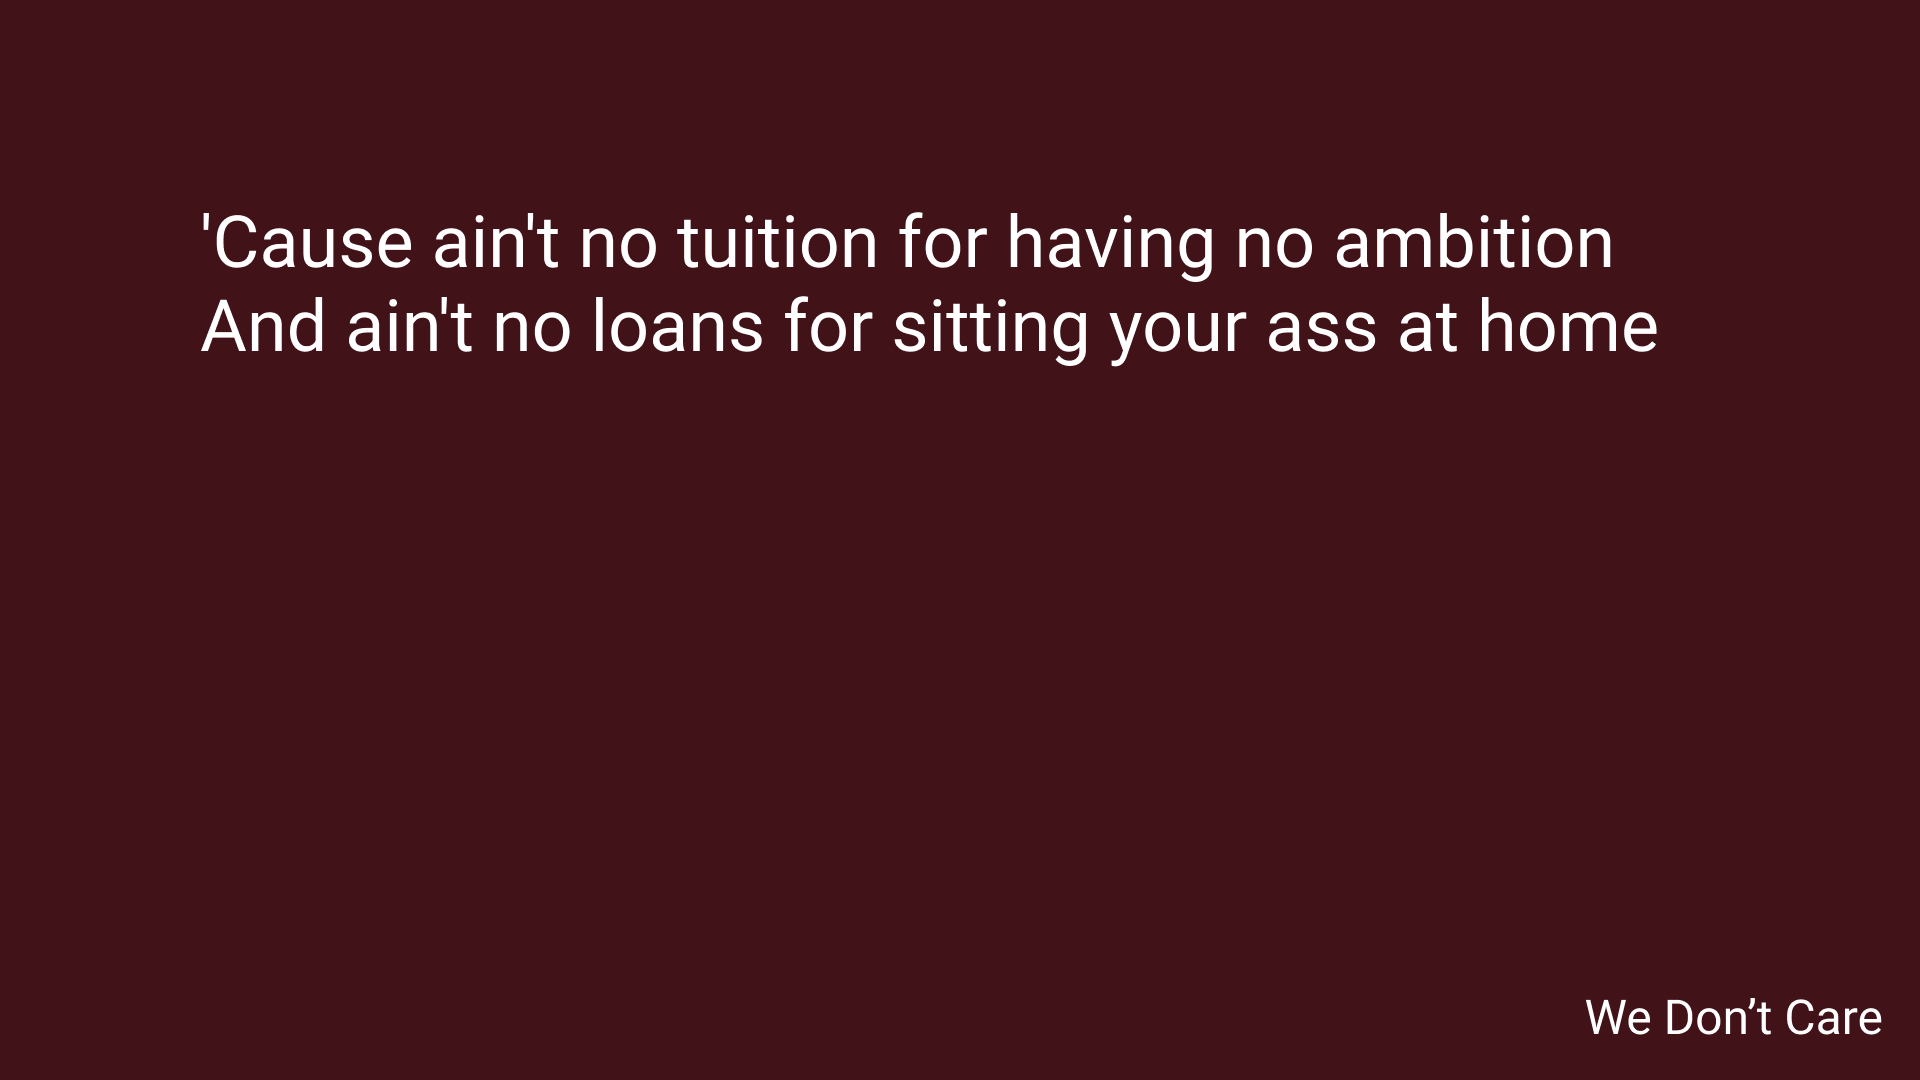 'Cause ain't no tuition for having no ambition
And ain't no loans for sitting your ass at home
We Don’t Care